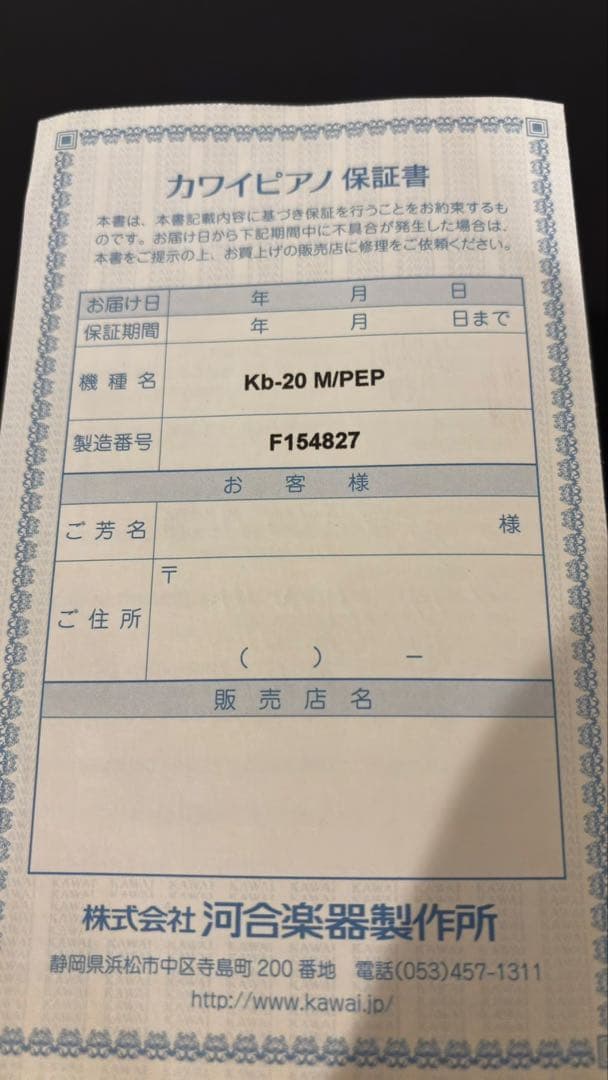 カワイピアノ 保証書
本書は、本書記載内容に基づき保証を行うことをお約束するも
のです。お届け日から下記期間中に不具合が発生した場合は、
本書をご提示の上、お買上げの販売店に修理をご依頼ください。
お届け日 年 月 日
保証期間 年 月 日まで
機種名 Kb-20 M/PEP
製造番号 F154827
お客様
ご芳名 様
ご住所 〒
( ) −
販売店名
株式会社 河合楽器製作所
静岡県浜松市中区寺島町 200 番地 電話(053)457-1311
http://www.kawai.jp/